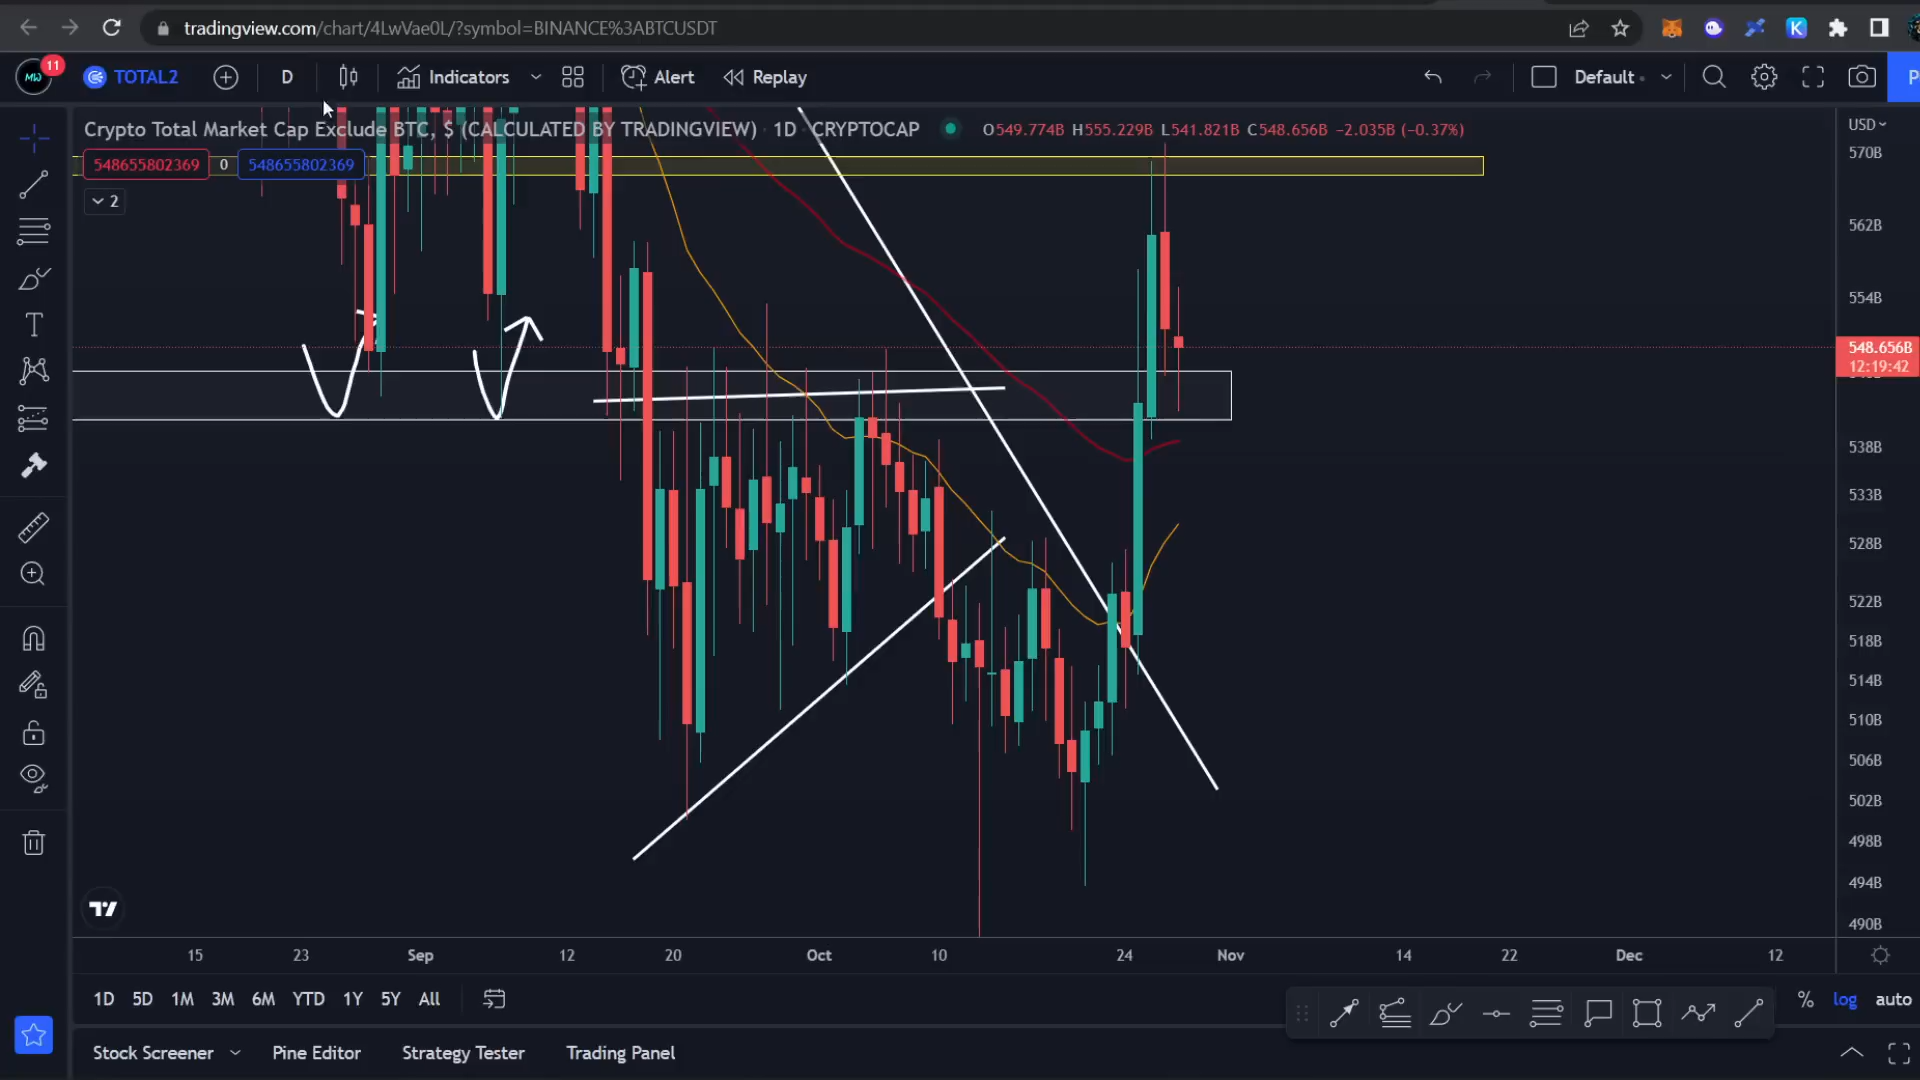 tradingview.com/chart/4LwVae0L/?symbol=BINANCE%3ABTCUSDT
11
MW
TOTAL2
D
Indicators
Alert
Replay
Default
Crypto Total Market Cap Exclude BTC, $ (CALCULATED BY TRADINGVIEW) · 1D · CRYPTOCAP
O549.774B H555.229B L541.821B C548.656B −2.035B (−0.37%)
548655802369 0 548655802369
2
USD
570B
562B
554B
548.656B
12:19:42
538B
533B
528B
522B
518B
514B
510B
506B
502B
498B
494B
490B
15 23 Sep 12 20 Oct 10 24 Nov 14 22 Dec 12
1D 5D 1M 3M 6M YTD 1Y 5Y All
% log auto
Stock Screener Pine Editor Strategy Tester Trading Panel